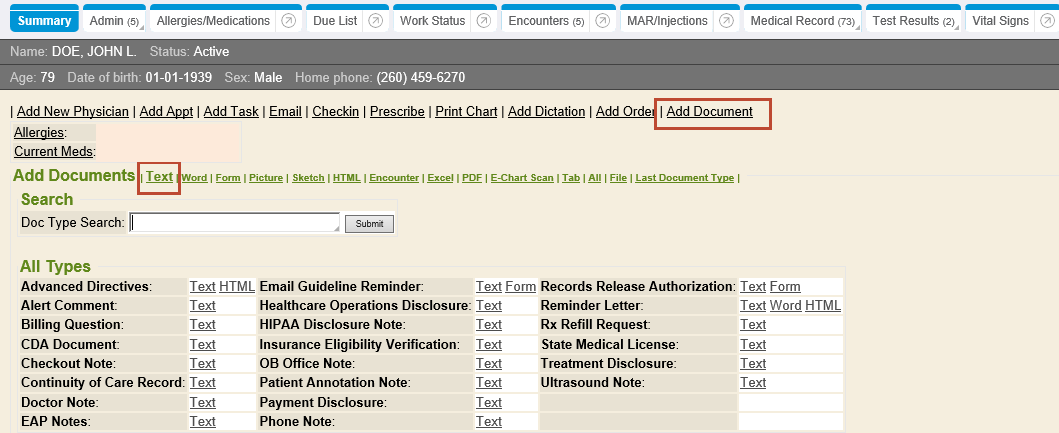 Summary Admin (5) Allergies/Medications Due List Work Status Encounters (5) MAR/Injections Medical Record (73) Test Results (2) Vital Signs
Name: DOE, JOHN L. Status: Active
Age: 79 Date of birth: 01-01-1939 Sex: Male Home phone: (260) 459-6270
| Add New Physician | Add Appt | Add Task | Email | Checkin | Prescribe | Print Chart | Add Dictation | Add Order | Add Document
Allergies:
Current Meds:
Add Documents | Text | Word | Form | Picture | Sketch | HTML | Encounter | Excel | PDF | E-Chart Scan | Tab | All | File | Last Document Type |
Search
Doc Type Search: Submit
All Types
Advanced Directives: Text HTML Email Guideline Reminder: Text Form Records Release Authorization: Text Form
Alert Comment: Text Healthcare Operations Disclosure: Text Reminder Letter: Text Word HTML
Billing Question: Text HIPAA Disclosure Note: Text Rx Refill Request: Text
CDA Document: Text Insurance Eligibility Verification: Text State Medical License: Text
Checkout Note: Text OB Office Note: Text Treatment Disclosure: Text
Continuity of Care Record: Text Patient Annotation Note: Text Ultrasound Note: Text
Doctor Note: Text Payment Disclosure: Text
EAP Notes: Text Phone Note: Text